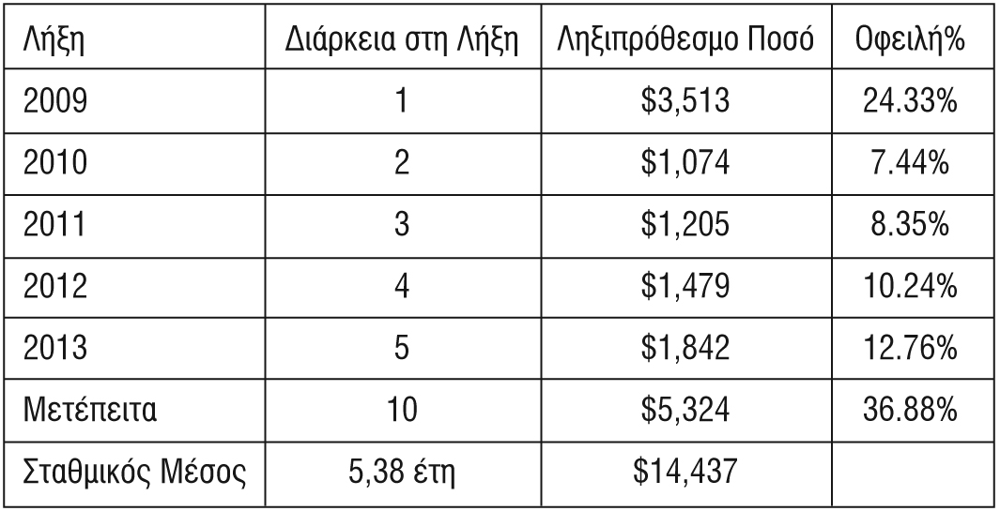 Λήξη Διάρκεια στη Λήξη Ληξιπρόθεσμο Ποσό Οφειλή%
2009 1 $3,513 24.33%
2010 2 $1,074 7.44%
2011 3 $1,205 8.35%
2012 4 $1,479 10.24%
2013 5 $1,842 12.76%
Μετέπειτα 10 $5,324 36.88%
Σταθμικός Μέσος 5,38 έτη $14,437